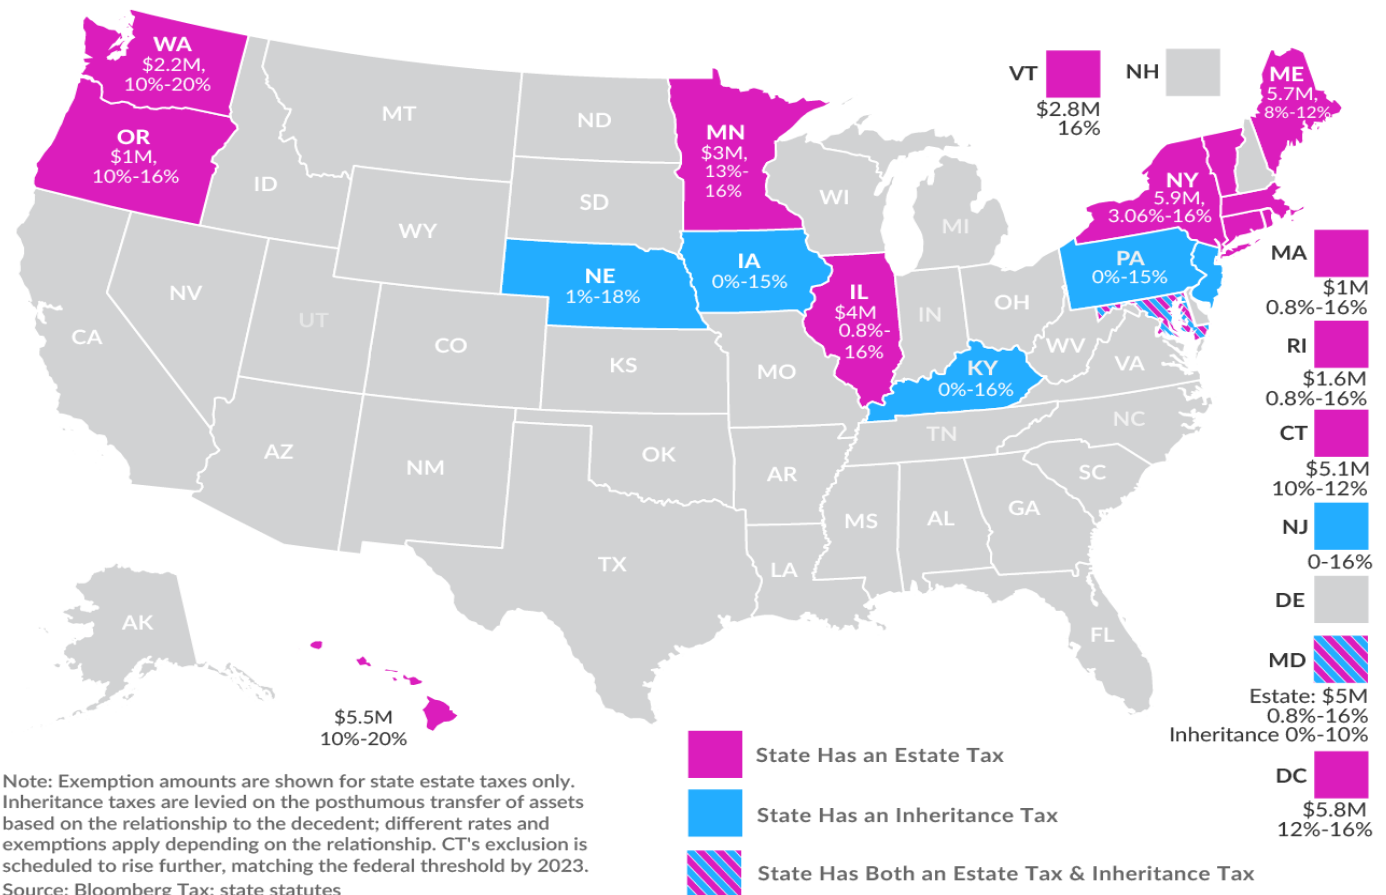 WA
$2.2M,
10%-20%
OR
$1M,
10%-16%
MT
ID
WY
ND
SD
MN
$3M,
13%-
16%
WI
MI
VT
$2.8M
16%
NH
ME
5.7M,
8%-12%
NY
5.9M,
3.06%-16%
NV
UT
CA
CO
NE
1%-18%
IA
0%-15%
IL
$4M
0.8%-
16%
IN
OH
PA
0%-15%
KS
MO
KY
0%-16%
WV
VA
NC
TN
AZ
NM
OK
AR
SC
MS
AL
GA
TX
LA
FL
AK
$5.5M
10%-20%
MA
$1M
0.8%-16%
RI
$1.6M
0.8%-16%
CT
$5.1M
10%-12%
NJ
0-16%
DE
MD
Estate: $5M
0.8%-16%
Inheritance 0%-10%
DC
$5.8M
12%-16%
State Has an Estate Tax
State Has an Inheritance Tax
State Has Both an Estate Tax & Inheritance Tax
Note: Exemption amounts are shown for state estate taxes only.
Inheritance taxes are levied on the posthumous transfer of assets
based on the relationship to the decedent; different rates and
exemptions apply depending on the relationship. CT's exclusion is
scheduled to rise further, matching the federal threshold by 2023.
Source: Bloomberg Tax; state statutes